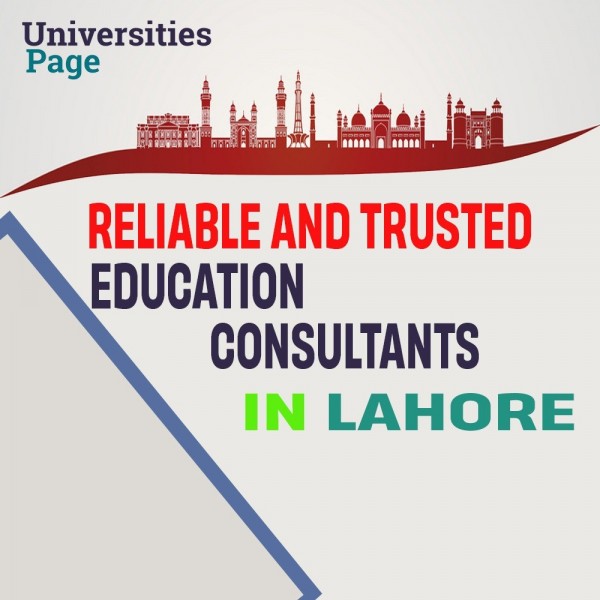 Universities
Page
RELIABLE AND TRUSTED
EDUCATION
CONSULTANTS
IN LAHORE